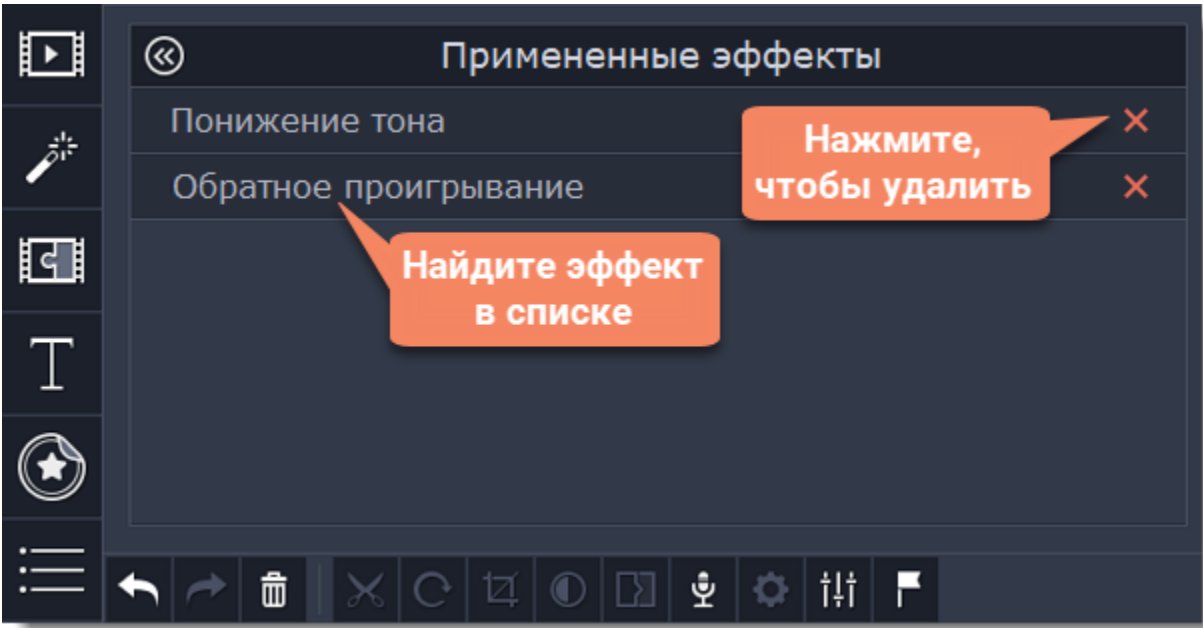 Примененные эффекты
Понижение тона
Нажмите,
чтобы удалить
Обратное проигрывание
Найдите эффект
в списке